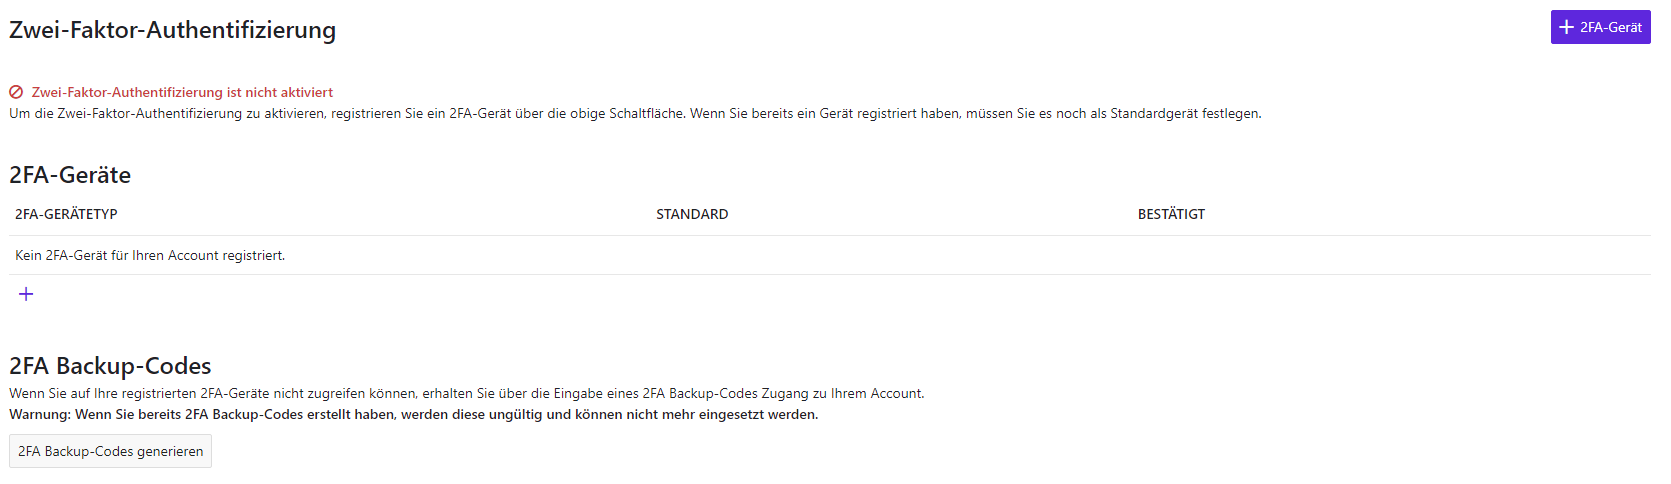 Zwei-Faktor-Authentifizierung
2FA-Gerät
Zwei-Faktor-Authentifizierung ist nicht aktiviert
Um die Zwei-Faktor-Authentifizierung zu aktivieren, registrieren Sie ein 2FA-Gerät über die obige Schaltfläche. Wenn Sie bereits ein Gerät registriert haben, müssen Sie es noch als Standardgerät festlegen.
2FA-Geräte
2FA-GERÄTETYP STANDARD BESTÄTIGT
Kein 2FA-Gerät für Ihren Account registriert.
2FA Backup-Codes
Wenn Sie auf Ihre registrierten 2FA-Geräte nicht zugreifen können, erhalten Sie über die Eingabe eines 2FA Backup-Codes Zugang zu Ihrem Account.
Warnung: Wenn Sie bereits 2FA Backup-Codes erstellt haben, werden diese ungültig und können nicht mehr eingesetzt werden.
2FA Backup-Codes generieren